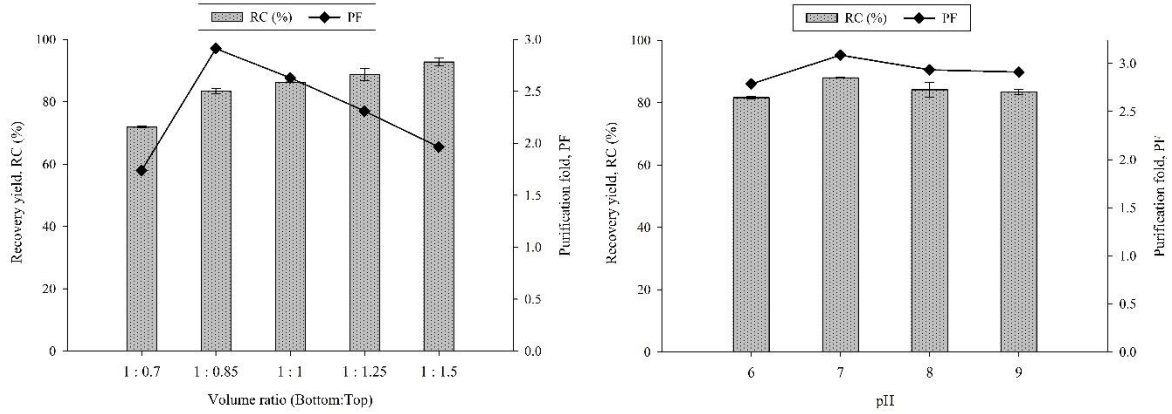 RC (%) PF
100
80
60
40
20
0
Recovery yield, RC (%)
3.0
2.5
2.0
1.5
1.0
0.5
0.0
Purification fold, PF
1 : 0.7 1 : 0.85 1 : 1 1 : 1.25 1 : 1.5
Volume ratio (Bottom:Top)
RC (%) PF
100
80
60
40
20
0
Recovery yield, RC (%)
3.0
2.5
2.0
1.5
1.0
0.5
0.0
Purification fold, PF
6 7 8 9
pH